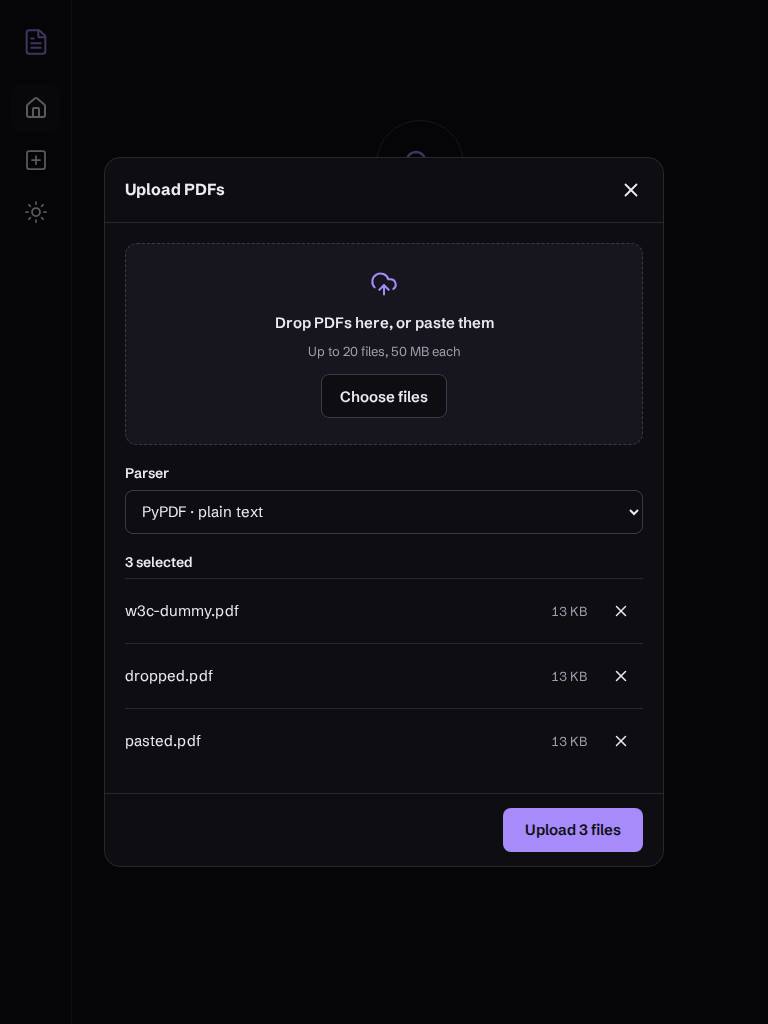 Upload PDFs
Drop PDFs here, or paste them
Up to 20 files, 50 MB each
Choose files
Parser
PyPDF · plain text
3 selected
w3c-dummy.pdf 13 KB
dropped.pdf 13 KB
pasted.pdf 13 KB
Upload 3 files